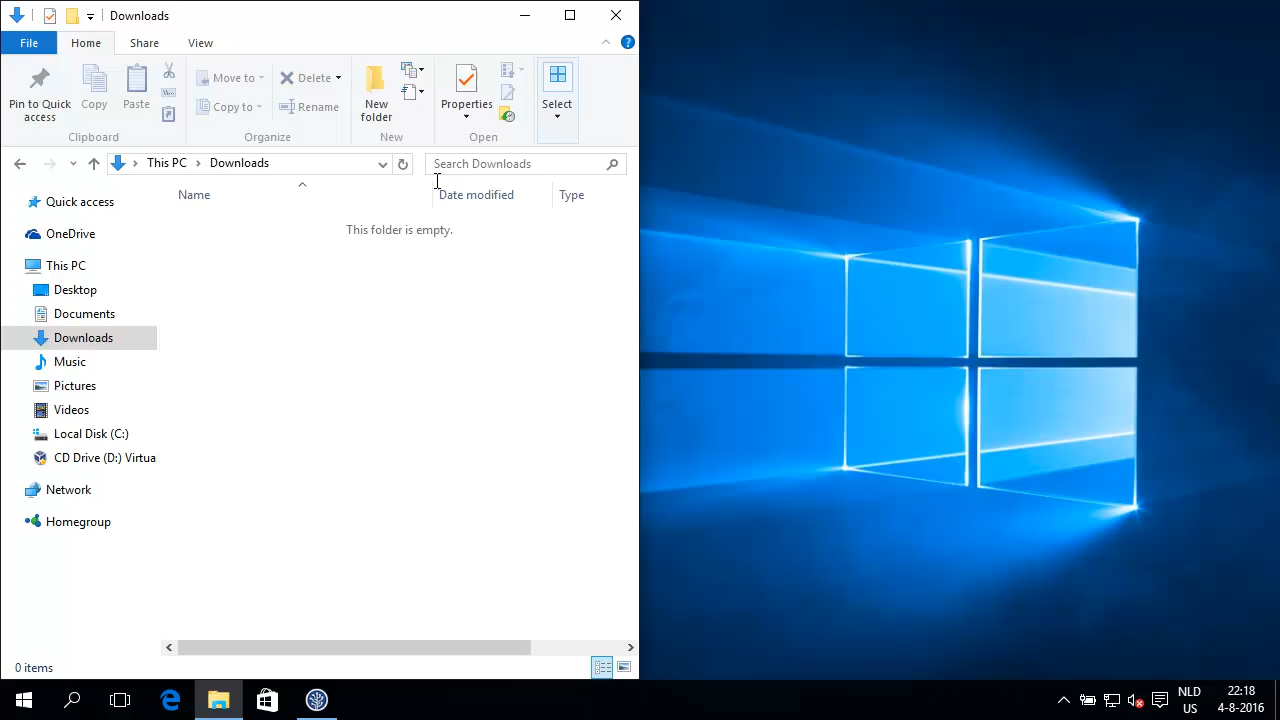 Downloads
File Home Share View
Pin to Quick access
Copy
Paste
Clipboard
Move to
Copy to
Delete
Rename
Organize
New folder
New
Properties
Open
Select
This PC Downloads
Search Downloads
Name Date modified Type
This folder is empty.
Quick access
OneDrive
This PC
Desktop
Documents
Downloads
Music
Pictures
Videos
Local Disk (C:)
CD Drive (D:) Virtua
Network
Homegroup
0 items
NLD
US
22:18
4-8-2016